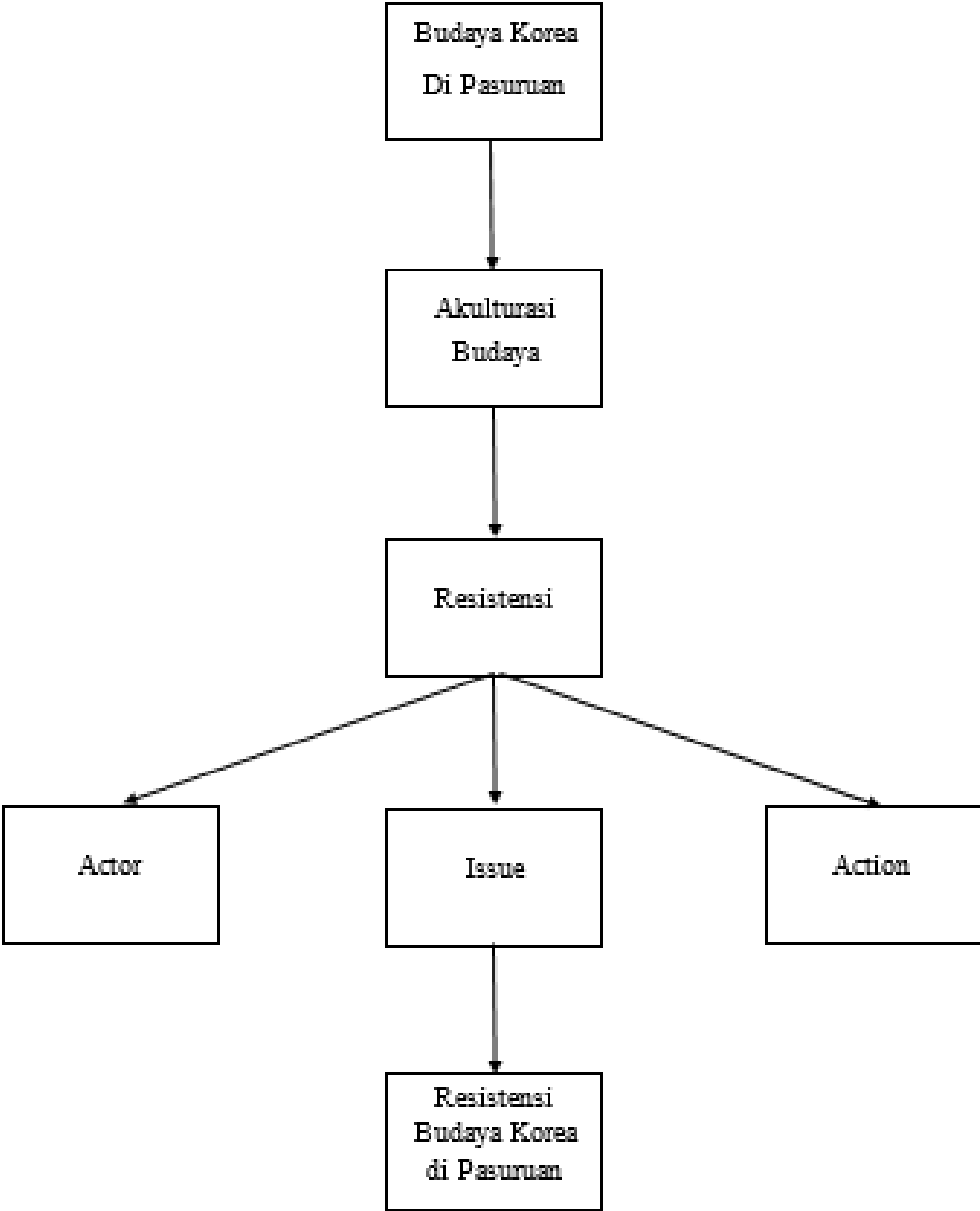 Budaya Korea
Di Pasuruan
Akulturasi
Budaya
Resistensi
Actor
Issue
Action
Resistensi
Budaya Korea
di Pasuruan